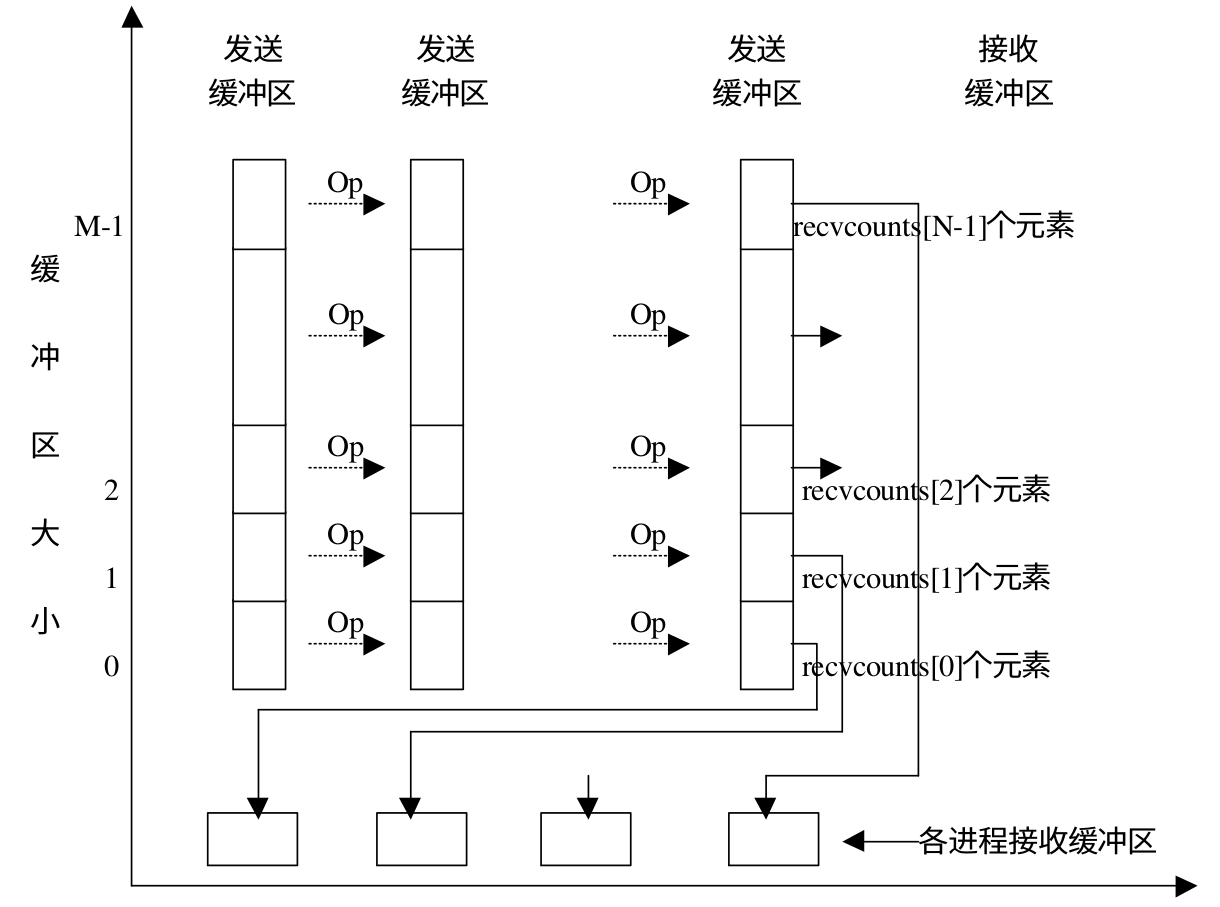 发送 发送 发送 接收
缓冲区 缓冲区 缓冲区 缓冲区
Op Op
M-1 recvcounts[N-1]个元素
缓
Op Op
冲
区
Op Op
2 recvcounts[2]个元素
大
Op Op
1 recvcounts[1]个元素
小
Op Op
0 recvcounts[0]个元素
各进程接收缓冲区